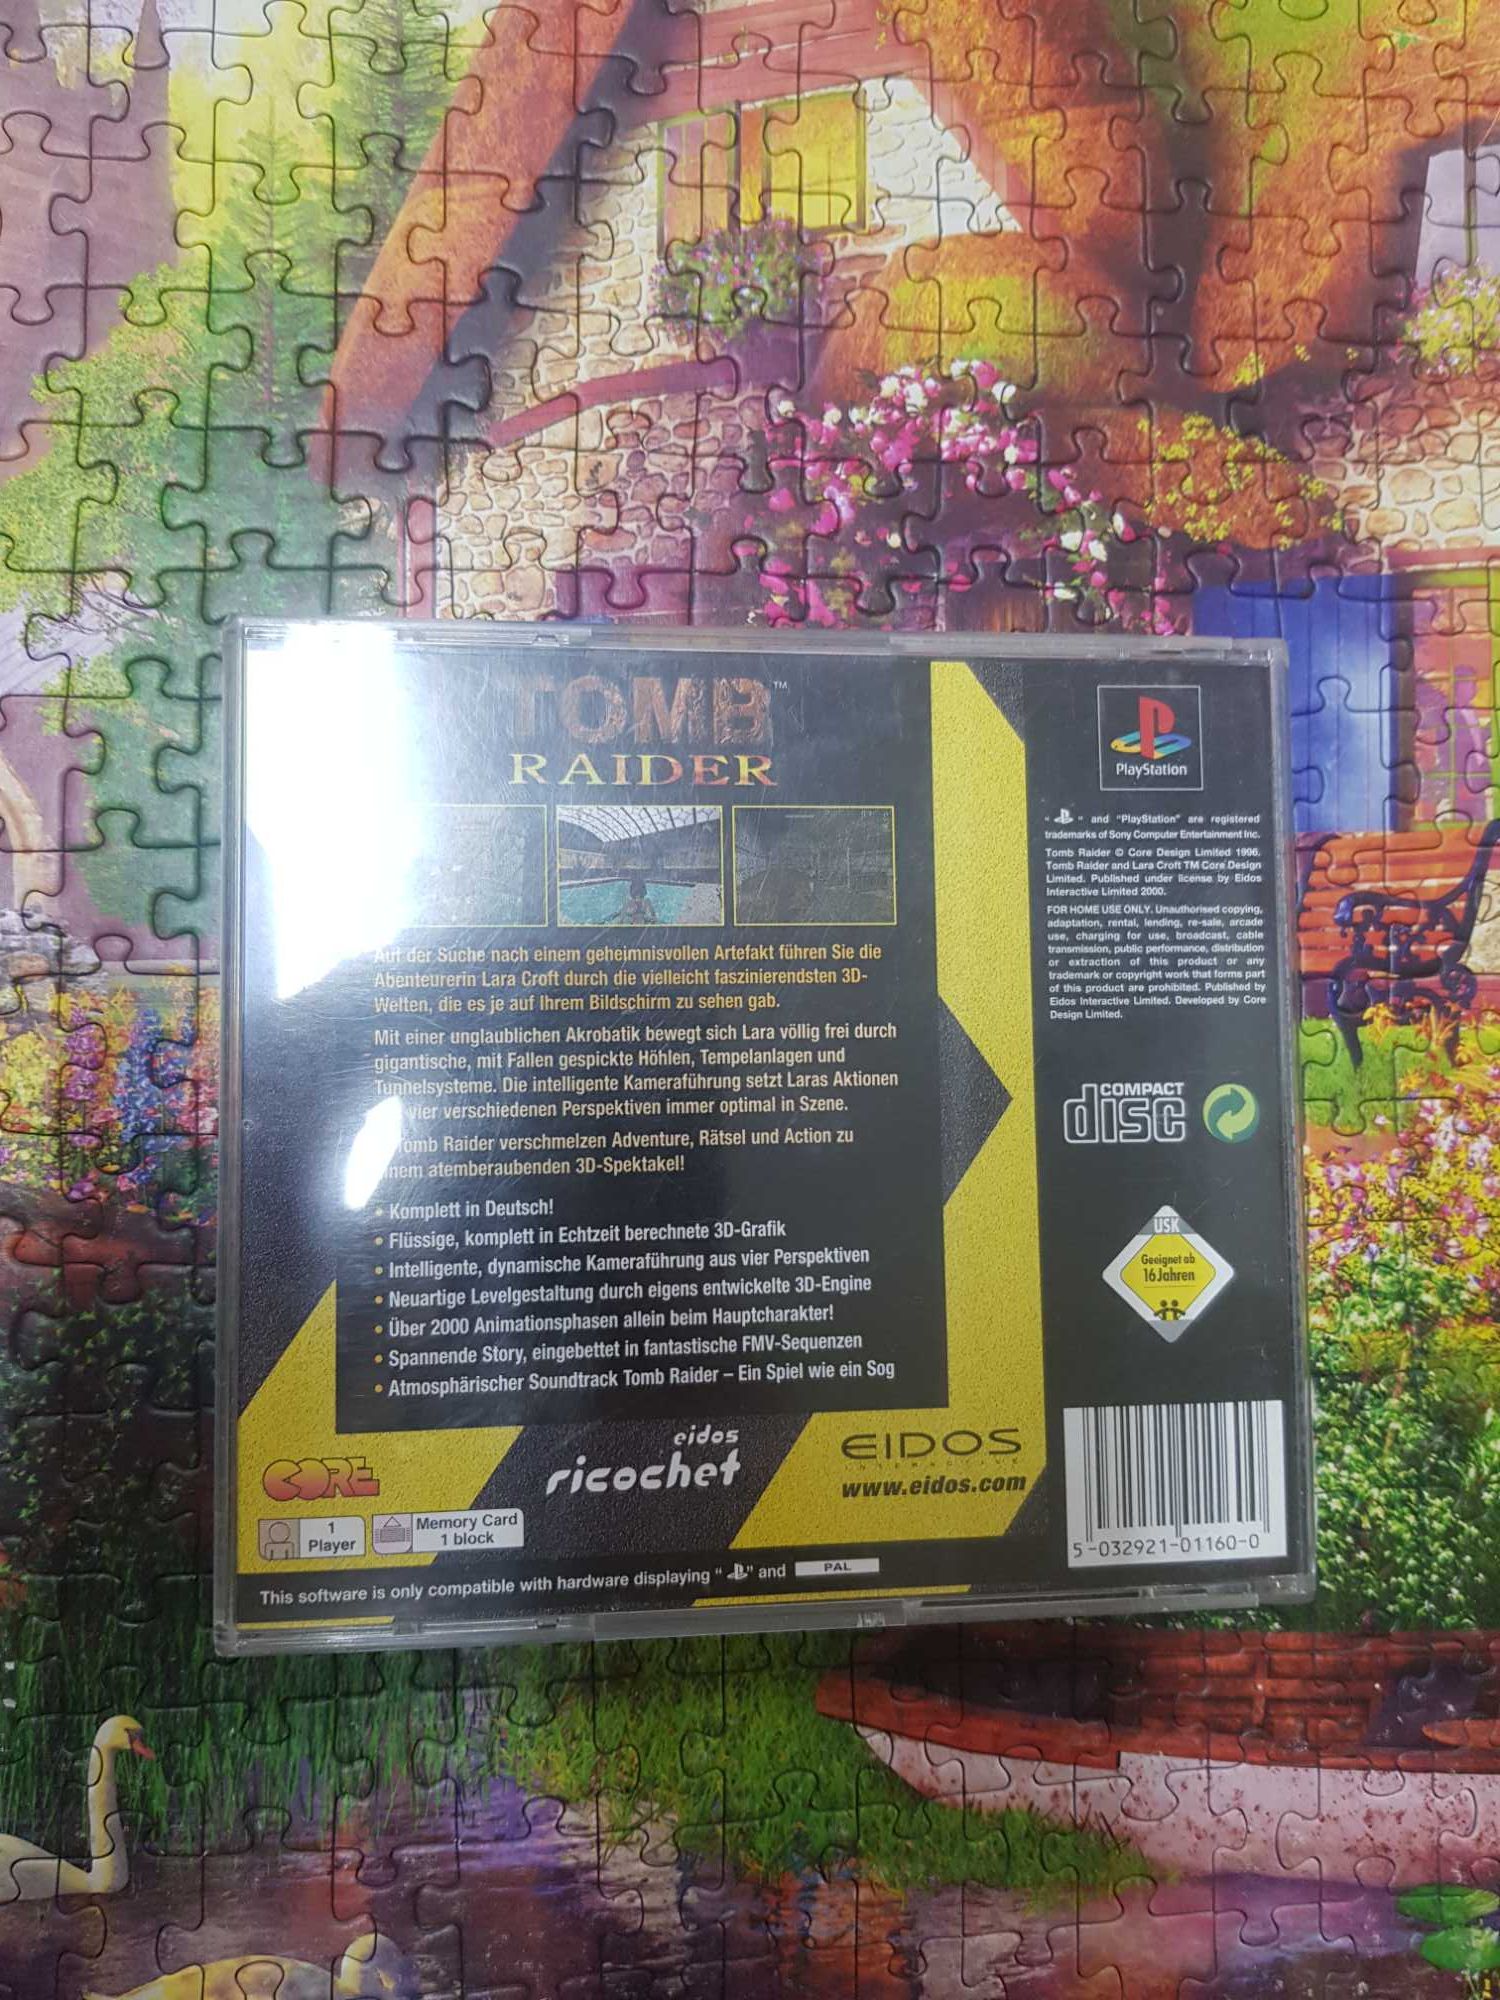 TOMB™
RAIDER
Auf der Suche nach einem geheimnisvollen Artefakt führen Sie die
Abenteurerin Lara Croft durch die vielleicht faszinierendsten 3D-
Welten, die es je auf Ihrem Bildschirm zu sehen gab.
Mit einer unglaublichen Akrobatik bewegt sich Lara völlig frei durch
gigantische, mit Fallen gespickte Höhlen, Tempelanlagen und
Tunnelsysteme. Die intelligente Kameraführung setzt Laras Aktionen
vier verschiedenen Perspektiven immer optimal in Szene.
Tomb Raider verschmelzen Adventure, Rätsel und Action zu
einem atemberaubenden 3D-Spektakel!
• Komplett in Deutsch!
• Flüssige, komplett in Echtzeit berechnete 3D-Grafik
• Intelligente, dynamische Kameraführung aus vier Perspektiven
• Neuartige Levelgestaltung durch eigens entwickelte 3D-Engine
• Über 2000 Animationsphasen allein beim Hauptcharakter!
• Spannende Story, eingebettet in fantastische FMV-Sequenzen
• Atmosphärischer Soundtrack Tomb Raider – Ein Spiel wie ein Sog
CORE
eidos
ricochet
EIDOS
INTERACTIVE
www.eidos.com
1
Player
Memory Card
1 block
This software is only compatible with hardware displaying " " and PAL
PlayStation
" " and "PlayStation" are registered
trademarks of Sony Computer Entertainment Inc.
Tomb Raider © Core Design Limited 1996.
Tomb Raider and Lara Croft TM Core Design
Limited. Published under license by Eidos
Interactive Limited 2000.
FOR HOME USE ONLY. Unauthorised copying,
adaptation, rental, lending, re-sale, arcade
use, charging for use, broadcast, cable
transmission, public performance, distribution
or extraction of this product or any
trademark or copyright work that forms part
of this product are prohibited. Published by
Eidos Interactive Limited. Developed by Core
Design Limited.
COMPACT
disc
USK
Geeignet ab
16 Jahren
5-032921-01160-0